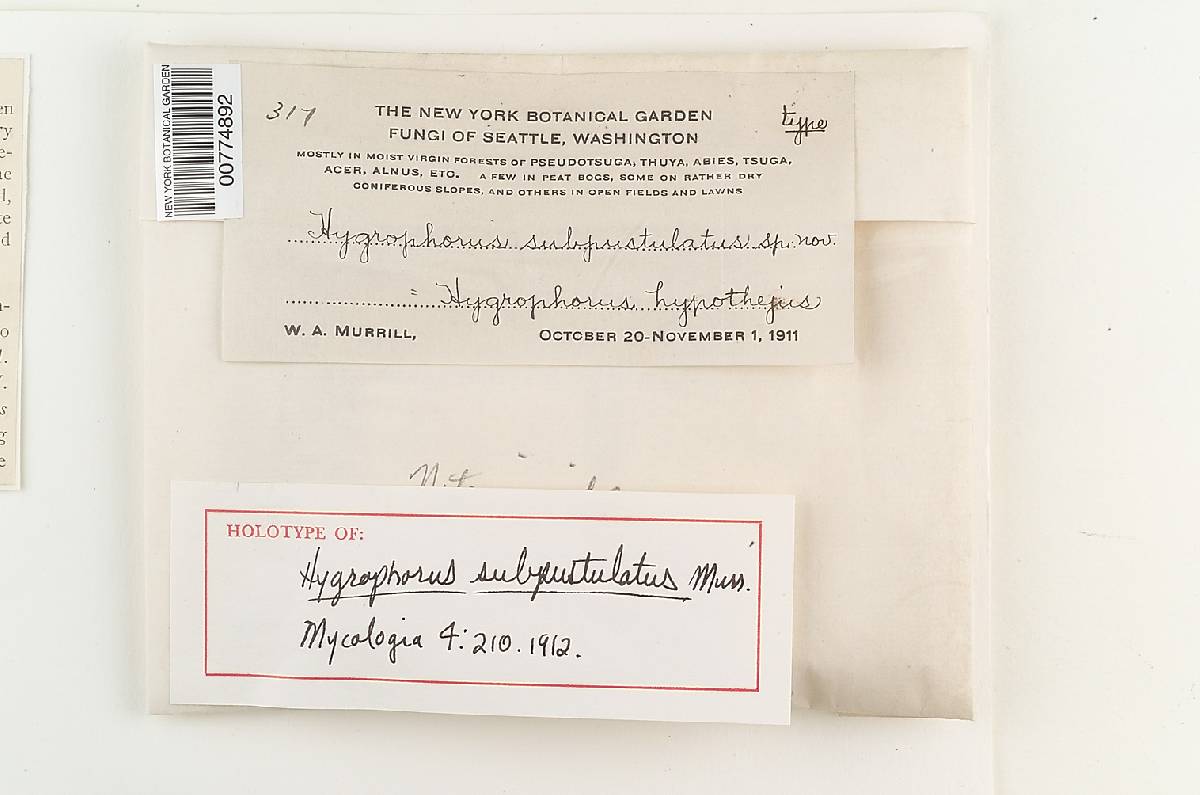 NEW YORK BOTANICAL GARDEN
00774892
317
type
THE NEW YORK BOTANICAL GARDEN
FUNGI OF SEATTLE, WASHINGTON
MOSTLY IN MOIST VIRGIN FORESTS OF PSEUDOTSUGA, THUYA, ABIES, TSUGA,
ACER, ALNUS, ETC. A FEW IN PEAT BOGS, SOME ON RATHER DRY
CONIFEROUS SLOPES, AND OTHERS IN OPEN FIELDS AND LAWNS
Hygrophorus subpustulatus sp. nov.
= Hygrophorus hypothejus
W. A. MURRILL, OCTOBER 20-NOVEMBER 1, 1911
HOLOTYPE OF:
Hygrophorus subpustulatus Murr.
Mycologia 4: 210. 1912.